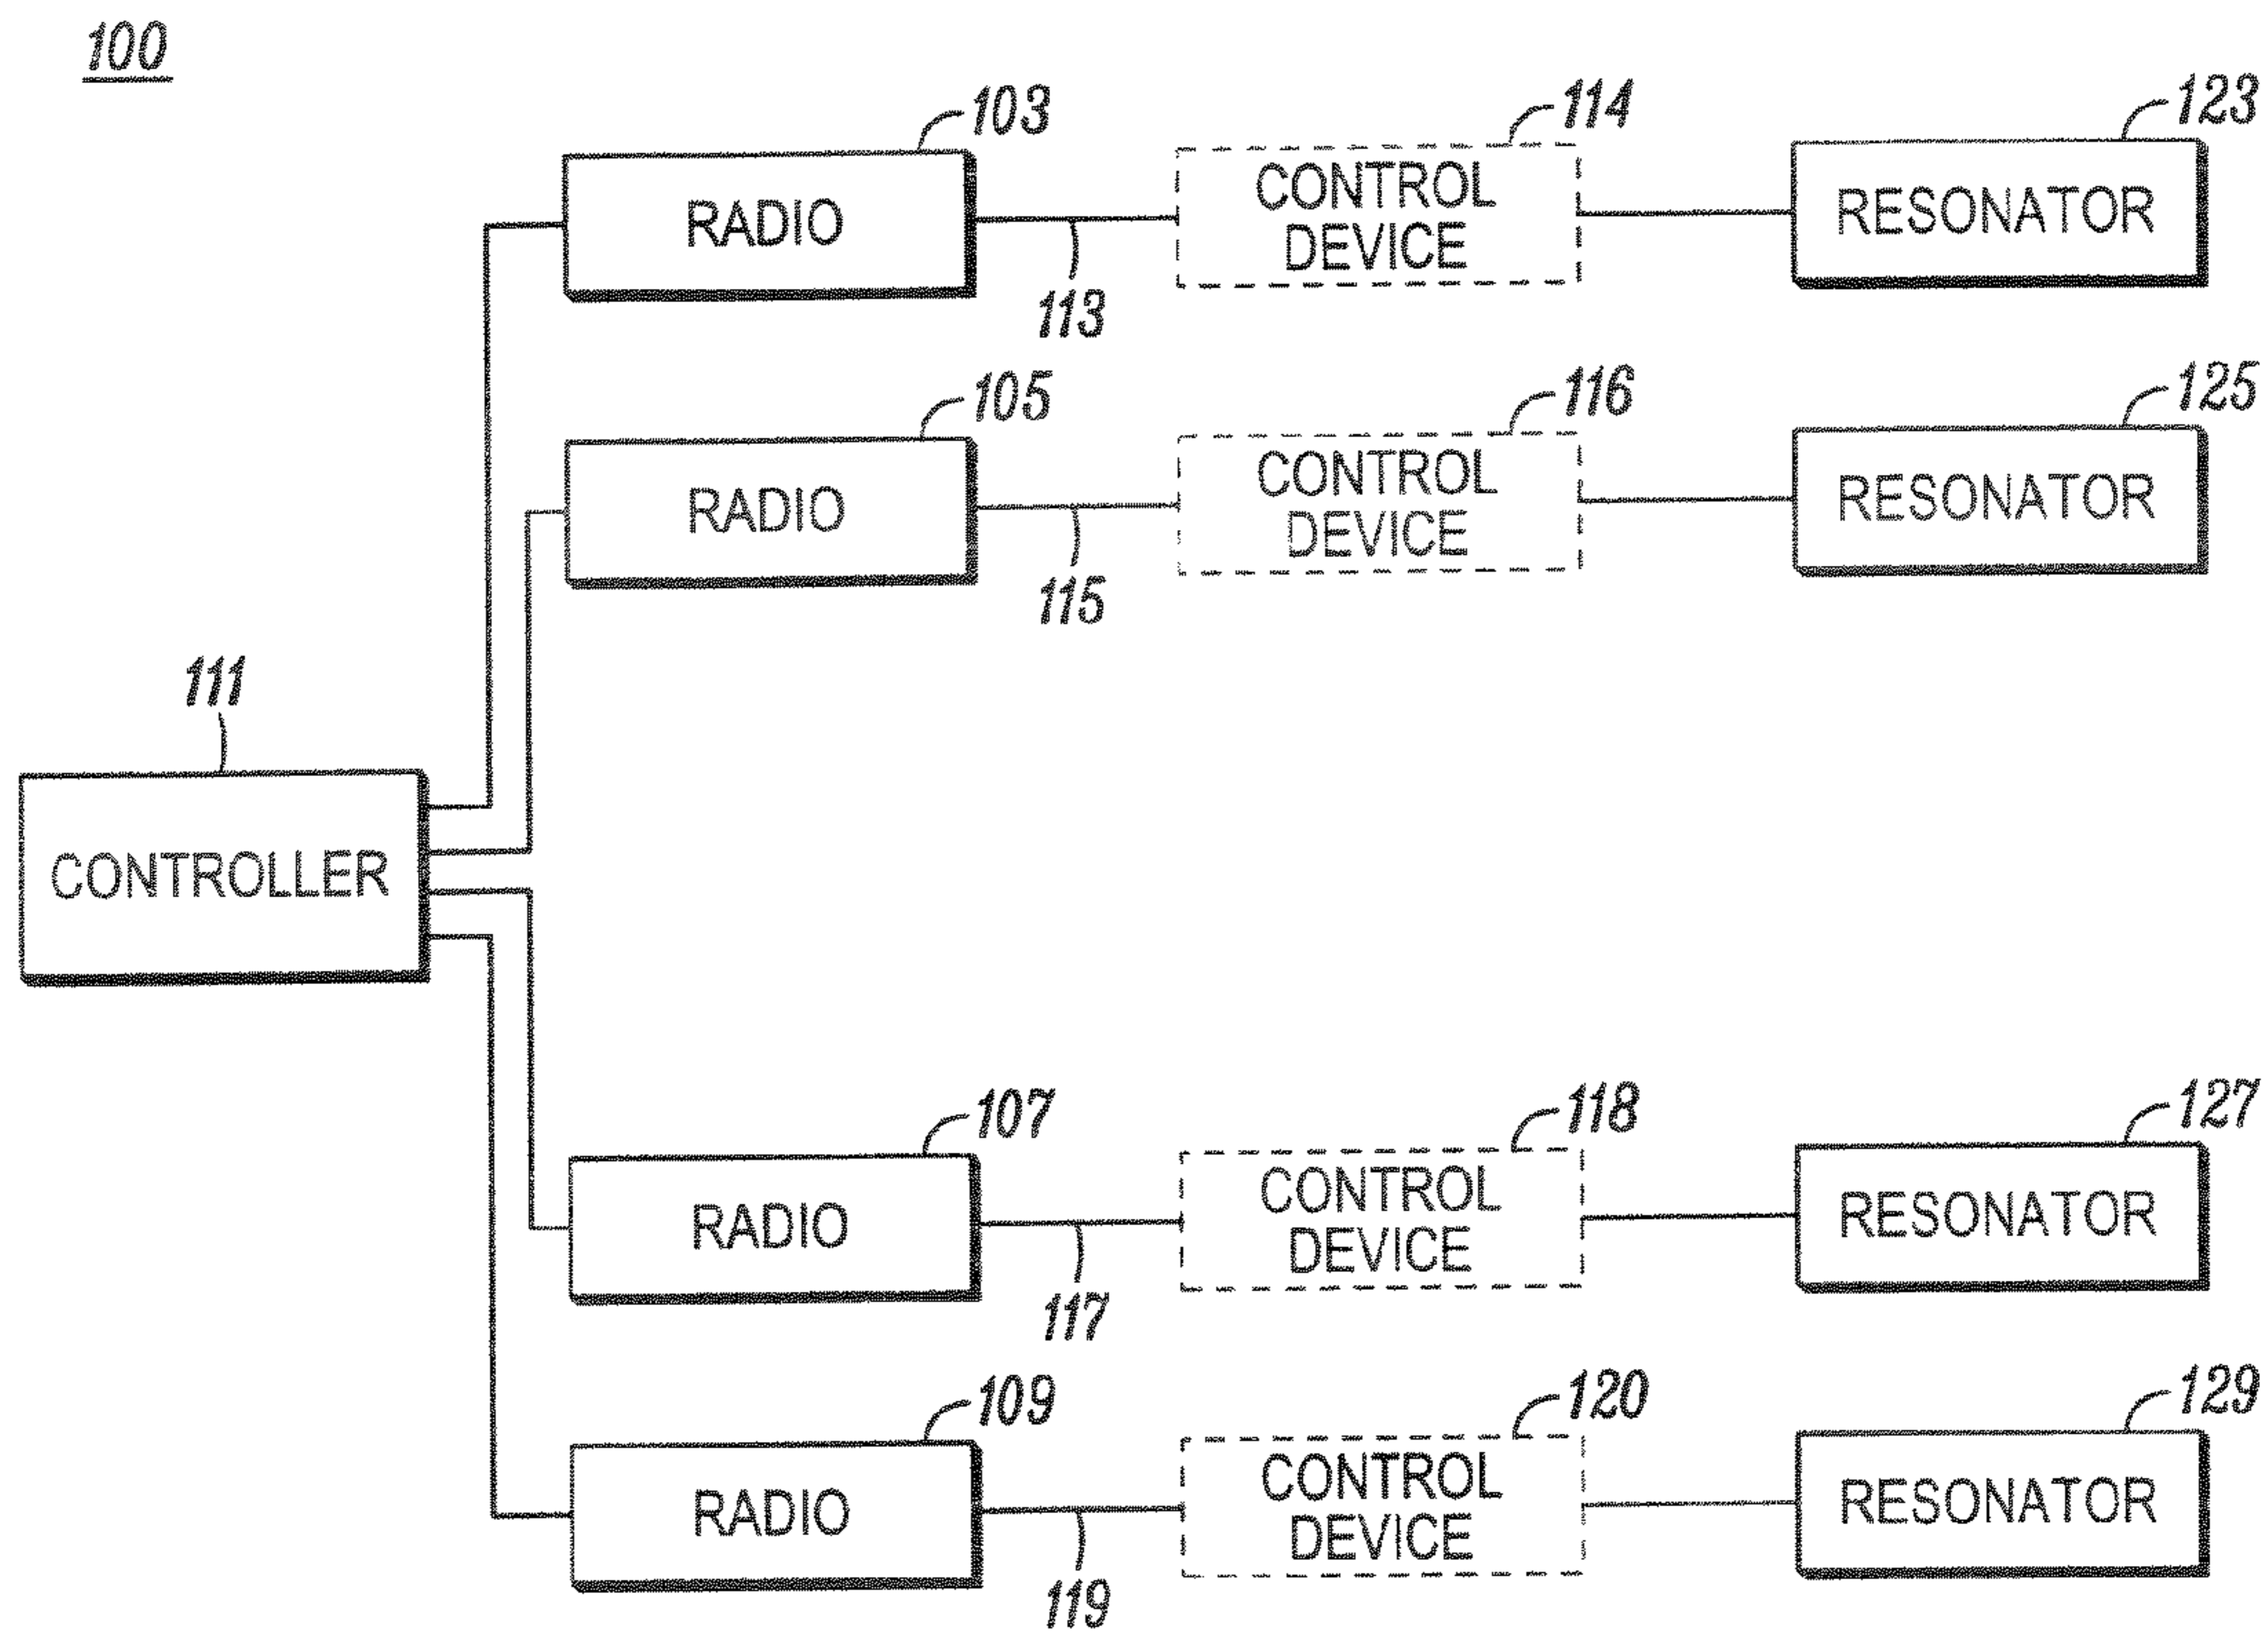 100
103
114
123
RADIO
CONTROL
DEVICE
RESONATOR
113
105
116
125
RADIO
CONTROL
DEVICE
RESONATOR
115
111
CONTROLLER
107
118
127
RADIO
CONTROL
DEVICE
RESONATOR
117
109
120
129
RADIO
CONTROL
DEVICE
RESONATOR
119